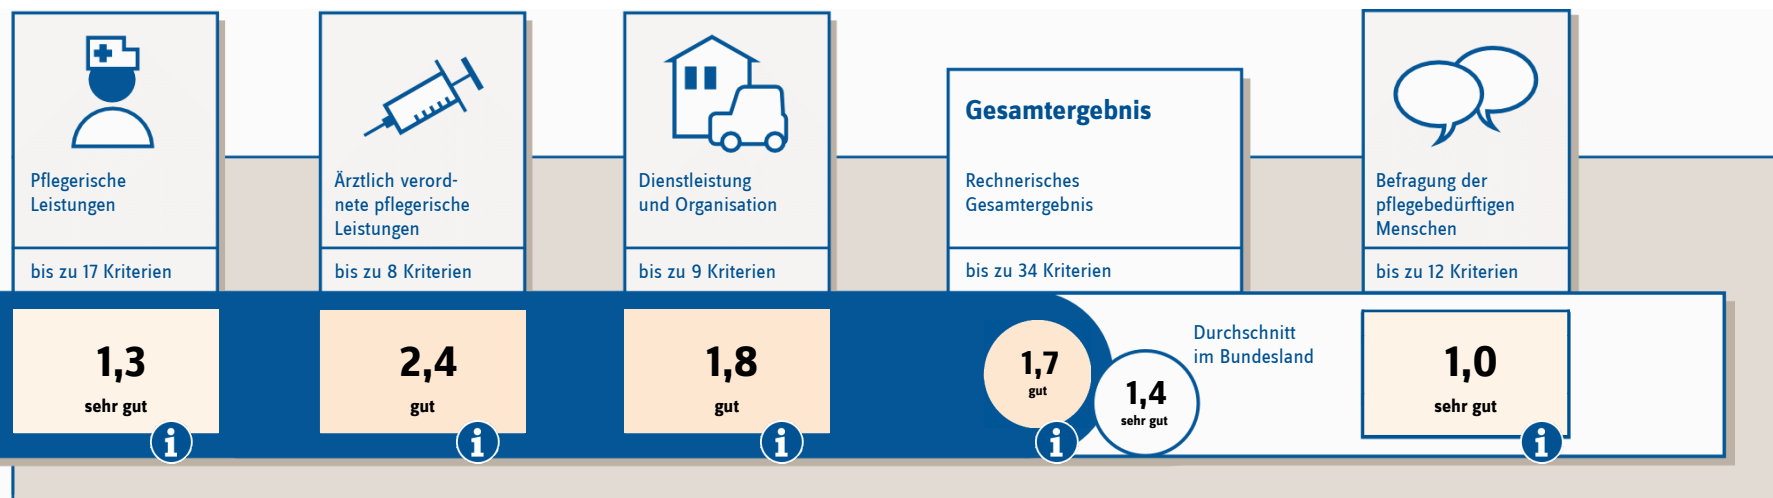 Pflegerische
Leistungen
bis zu 17 Kriterien
1,3
sehr gut
i
Ärztlich verord-
nete pflegerische
Leistungen
bis zu 8 Kriterien
2,4
gut
i
Dienstleistung
und Organisation
bis zu 9 Kriterien
1,8
gut
i
Gesamtergebnis
Rechnerisches
Gesamtergebnis
bis zu 34 Kriterien
1,7
gut
i
Durchschnitt
im Bundesland
1,4
sehr gut
Befragung der
pflegebedürftigen
Menschen
bis zu 12 Kriterien
1,0
sehr gut
i